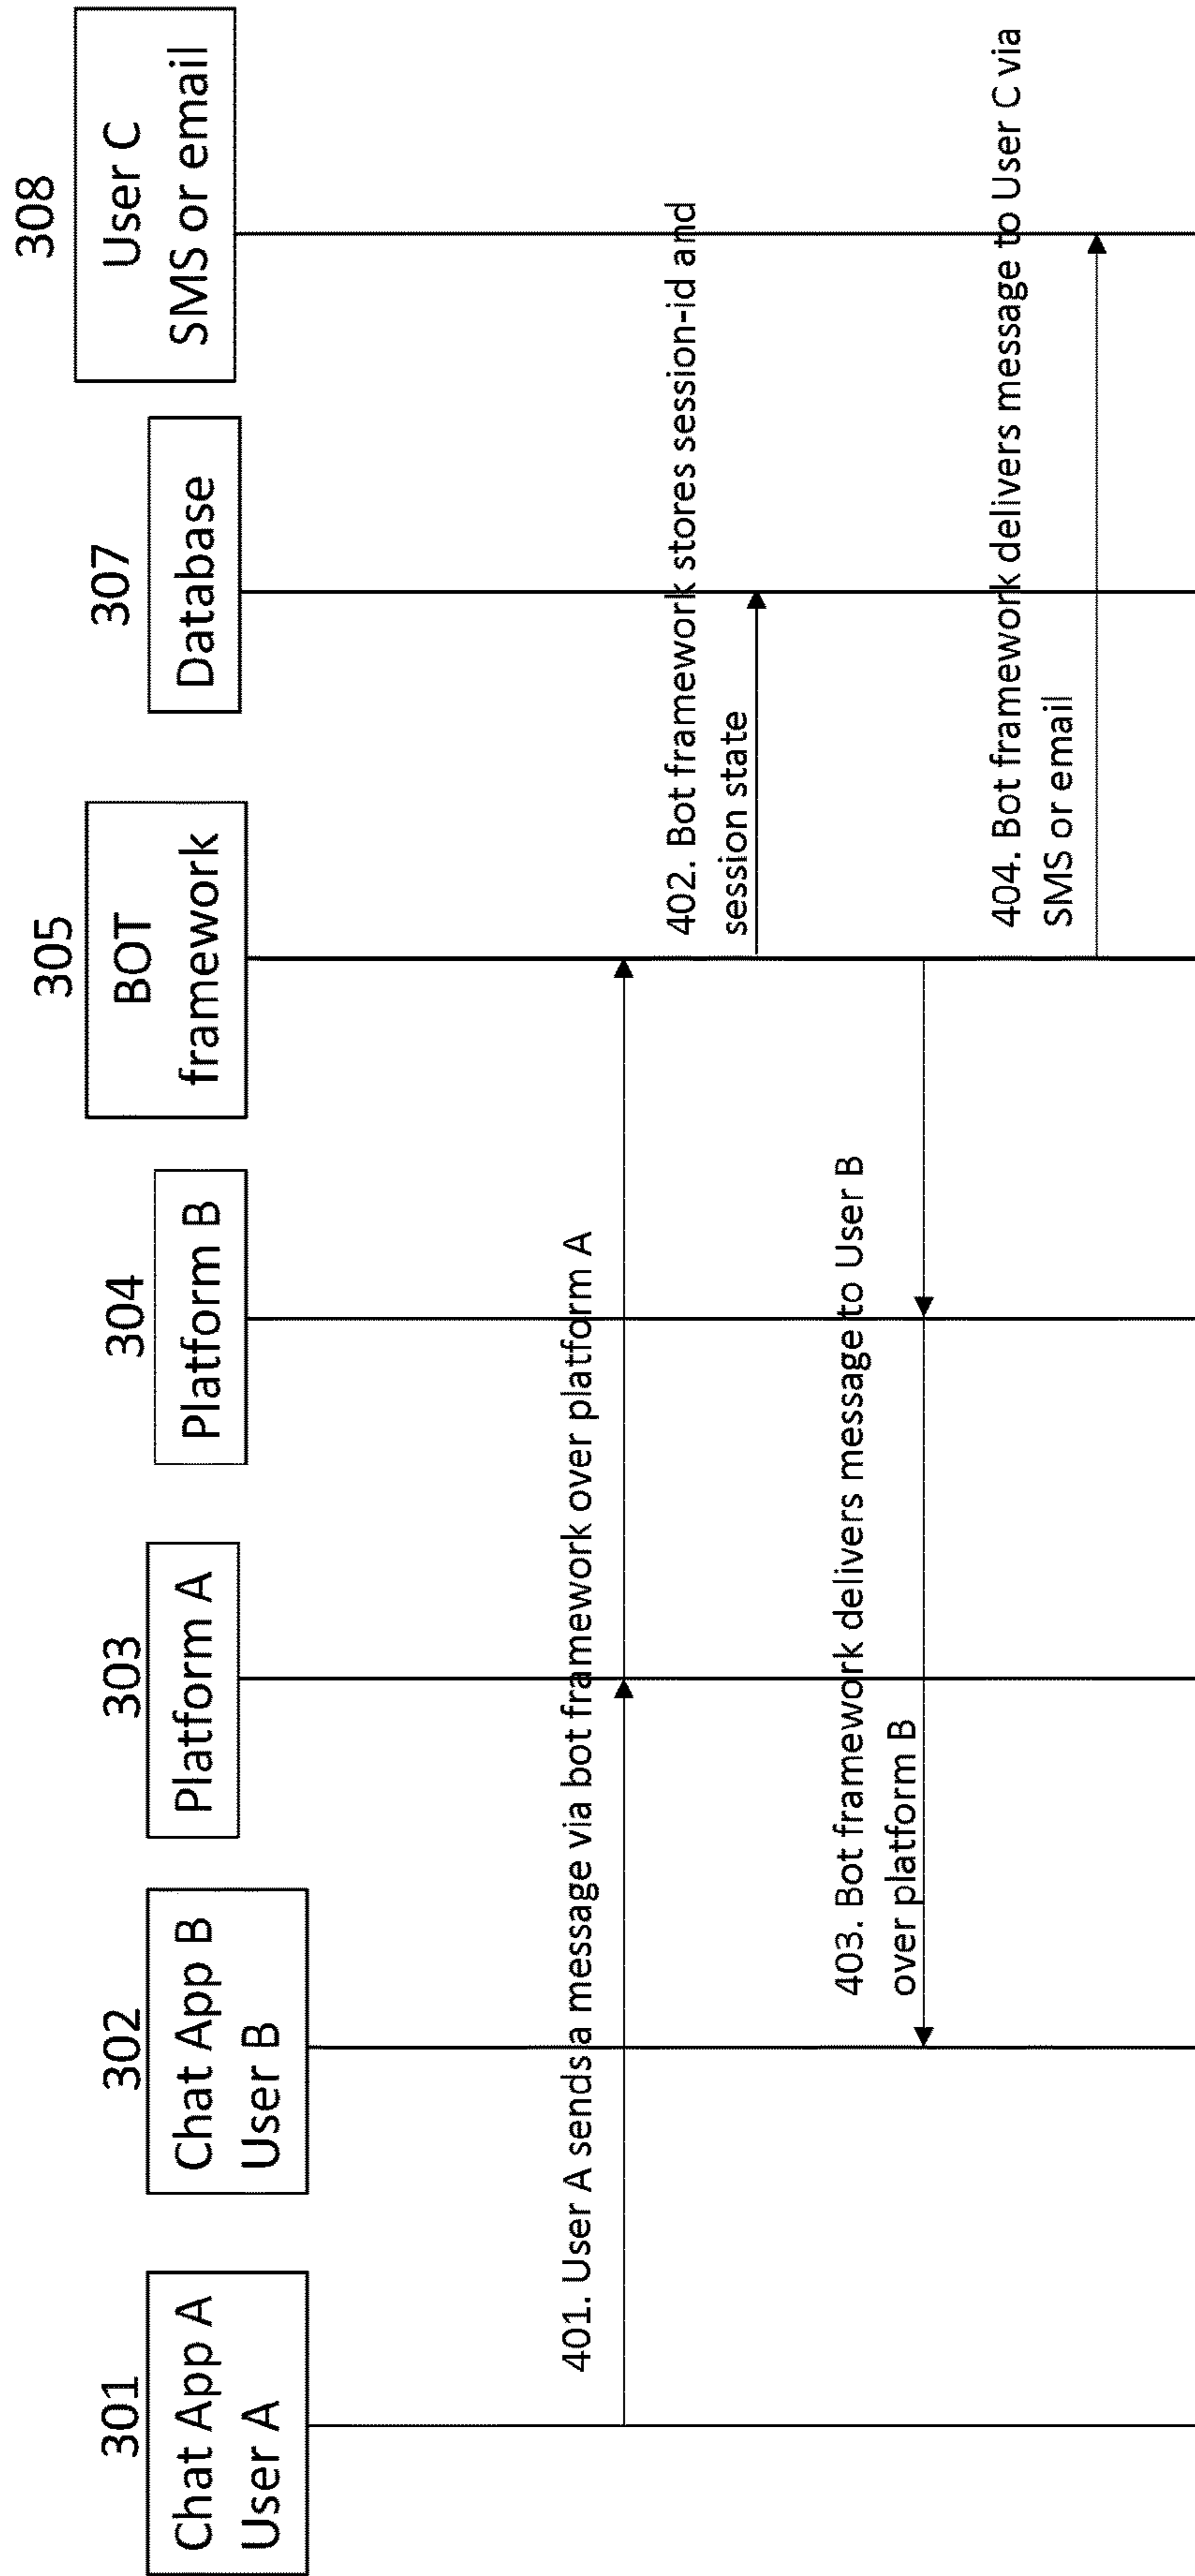 301
Chat App A
User A
302
Chat App B
User B
303
Platform A
304
Platform B
305
BOT
framework
307
Database
308
User C
SMS or email
401. User A sends a message via bot framework over platform A
402. Bot framework stores session-id and
session state
403. Bot framework delivers message to User B
over platform B
404. Bot framework delivers message to User C via
SMS or email